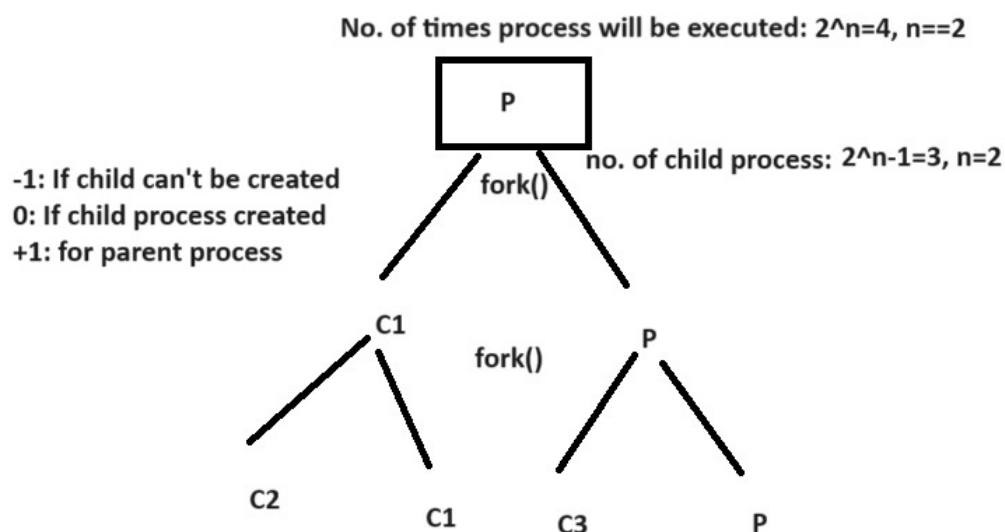 No. of times process will be executed: 2^n=4, n==2
P
no. of child process: 2^n-1=3, n=2
-1: If child can't be created
fork()
0: If child process created
+1: for parent process
C1
P
fork()
C2
C1
C3
P